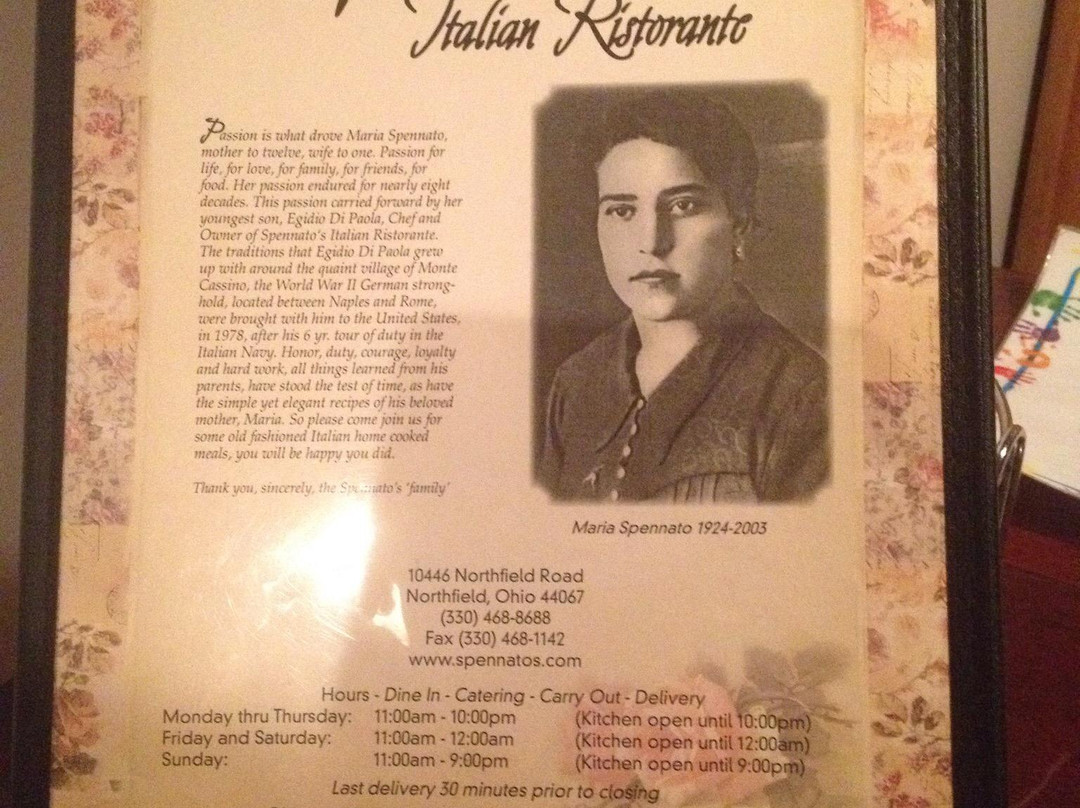 Italian Ristorante
Passion is what drove Maria Spennato,
mother to twelve, wife to one. Passion for
life, for love, for family, for friends, for
food. Her passion endured for nearly eight
decades. This passion carried forward by her
youngest son, Egidio Di Paola, Chef and
Owner of Spennato's Italian Ristorante.
The traditions that Egidio Di Paola grew
up with around the quaint village of Monte
Cassino, the World War II German strong-
hold, located between Naples and Rome,
were brought with him to the United States,
in 1978, after his 6 yr. tour of duty in the
Italian Navy. Honor, duty, courage, loyalty
and hard work, all things learned from his
parents, have stood the test of time, as have
the simple yet elegant recipes of his beloved
mother, Maria. So please come join us for
some old fashioned Italian home cooked
meals, you will be happy you did.
Thank you, sincerely, the Spennato's 'family'
Maria Spennato 1924-2003
10446 Northfield Road
Northfield, Ohio 44067
(330) 468-8688
Fax (330) 468-1142
www.spennatos.com
Hours - Dine In - Catering - Carry Out - Delivery
Monday thru Thursday: 11:00am - 10:00pm (Kitchen open until 10:00pm)
Friday and Saturday: 11:00am - 12:00am (Kitchen open until 12:00am)
Sunday: 11:00am - 9:00pm (Kitchen open until 9:00pm)
Last delivery 30 minutes prior to closing